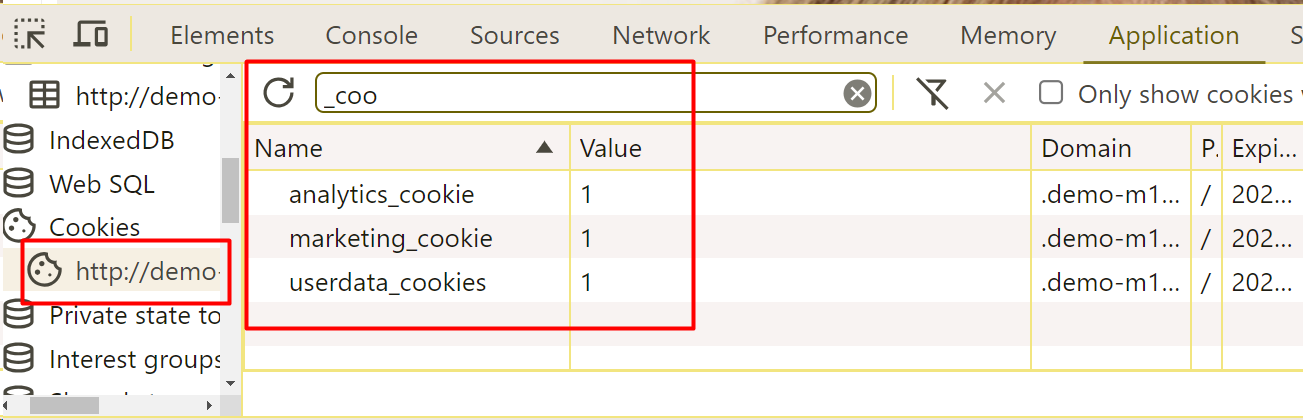 Elements Console Sources Network Performance Memory Application S
_coo Only show cookies
http://demo-
IndexedDB
Web SQL
Cookies
http://demo-
Private state to
Interest groups
Name Value Domain P. Expi...
analytics_cookie 1 .demo-m1... / 202...
marketing_cookie 1 .demo-m1... / 202...
userdata_cookies 1 .demo-m1... / 202...